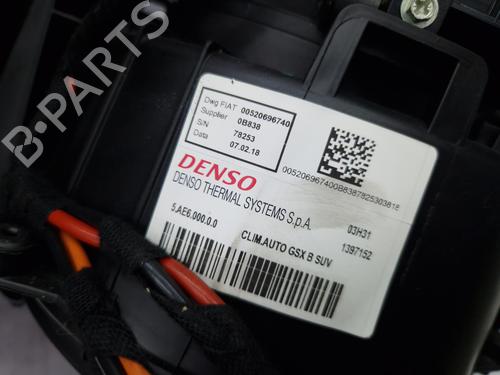 B-PARTS
Dwg FIAT 00520696740
Supplier 0B838
S/N 78253
Data 07.02.18
005206967400B8387825303818
DENSO
DENSO THERMAL SYSTEMS S.p.A.
03H31
5.AE6.000.0.0
CLIM.AUTO GSX B SUV
1397152